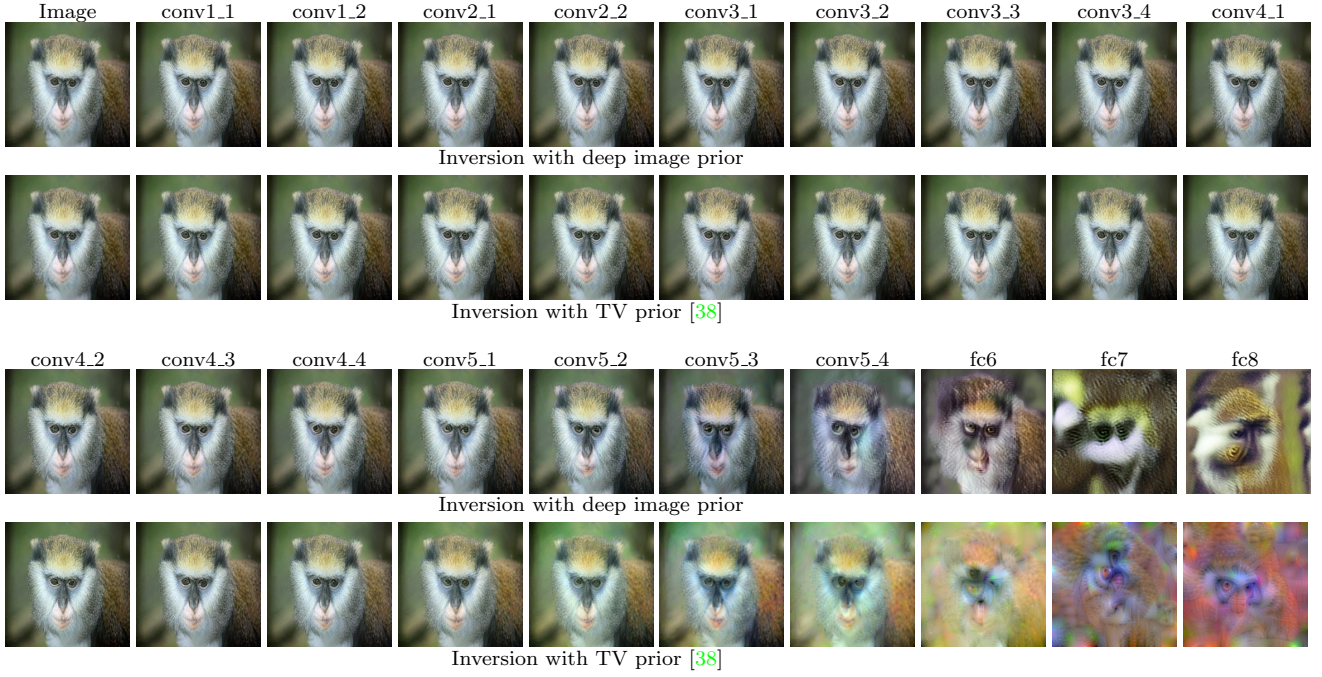 Image conv1_1 conv1_2 conv2_1 conv2_2 conv3_1 conv3_2 conv3_3 conv3_4 conv4_1
Inversion with deep image prior
Inversion with TV prior [38]
conv4_2 conv4_3 conv4_4 conv5_1 conv5_2 conv5_3 conv5_4 fc6 fc7 fc8
Inversion with deep image prior
Inversion with TV prior [38]